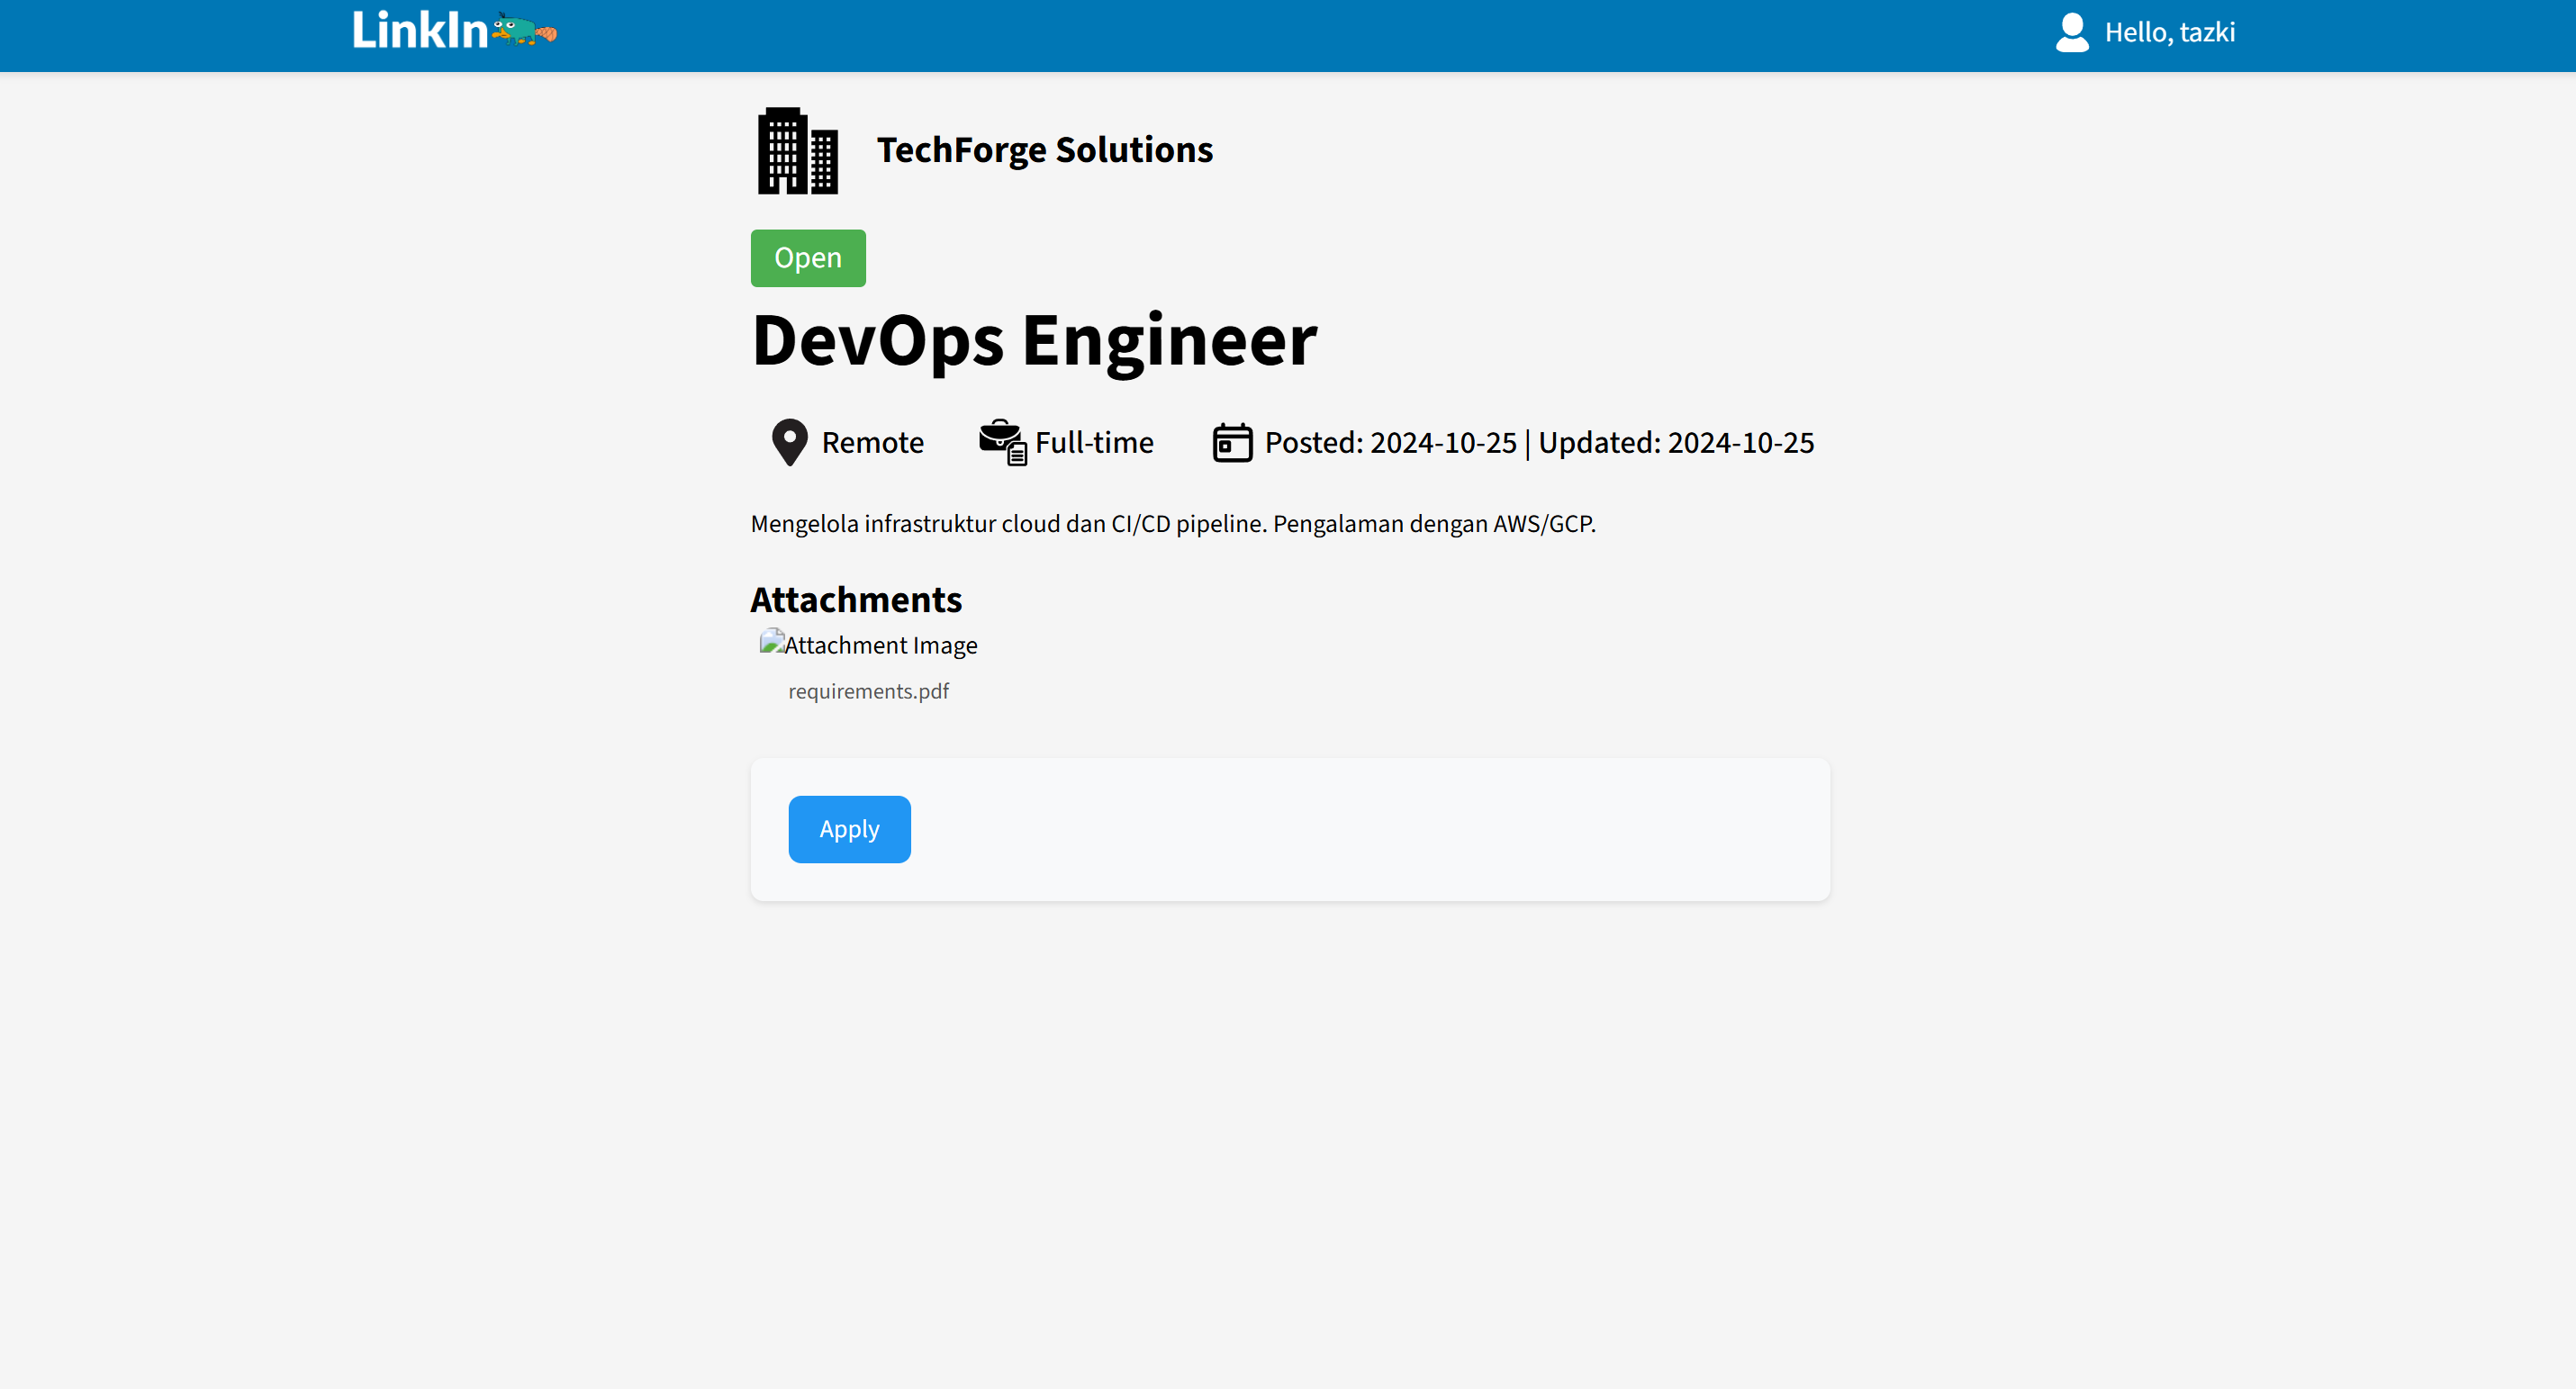 LinkIn
Hello, tazki
TechForge Solutions
Open
DevOps Engineer
Remote
Full-time
Posted: 2024-10-25 | Updated: 2024-10-25
Mengelola infrastruktur cloud dan CI/CD pipeline. Pengalaman dengan AWS/GCP.
Attachments
Attachment Image
requirements.pdf
Apply